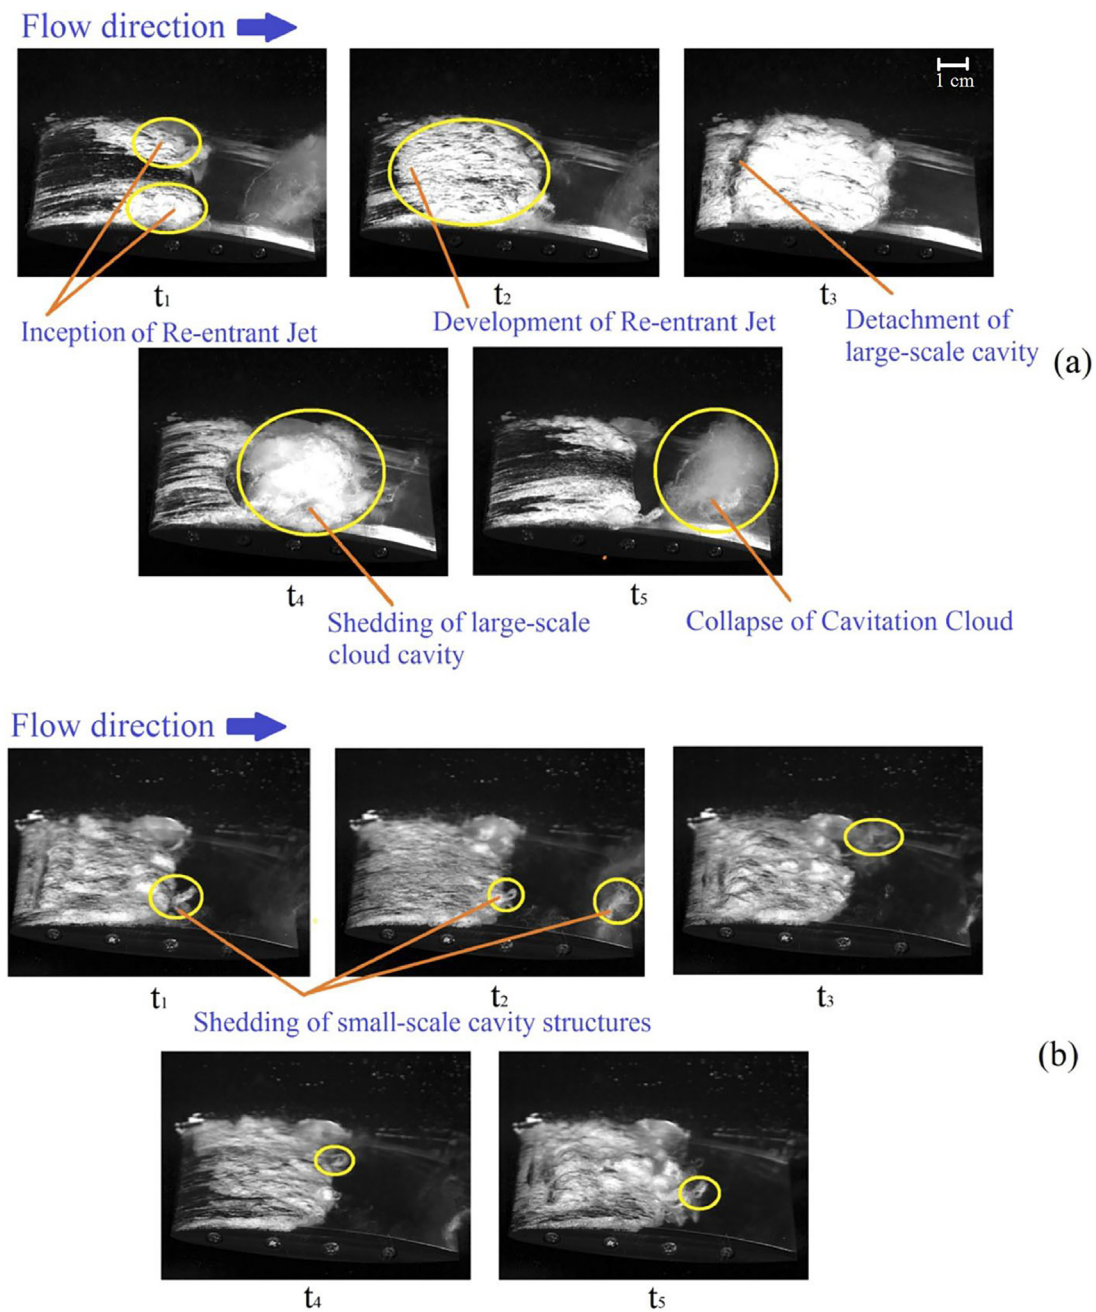 Flow direction
1 cm
t1
t2
t3
Inception of Re-entrant Jet
Development of Re-entrant Jet
Detachment of
large-scale cavity
(a)
t4
t5
Shedding of large-scale
cloud cavity
Collapse of Cavitation Cloud
Flow direction
t1
t2
t3
Shedding of small-scale cavity structures
(b)
t4
t5